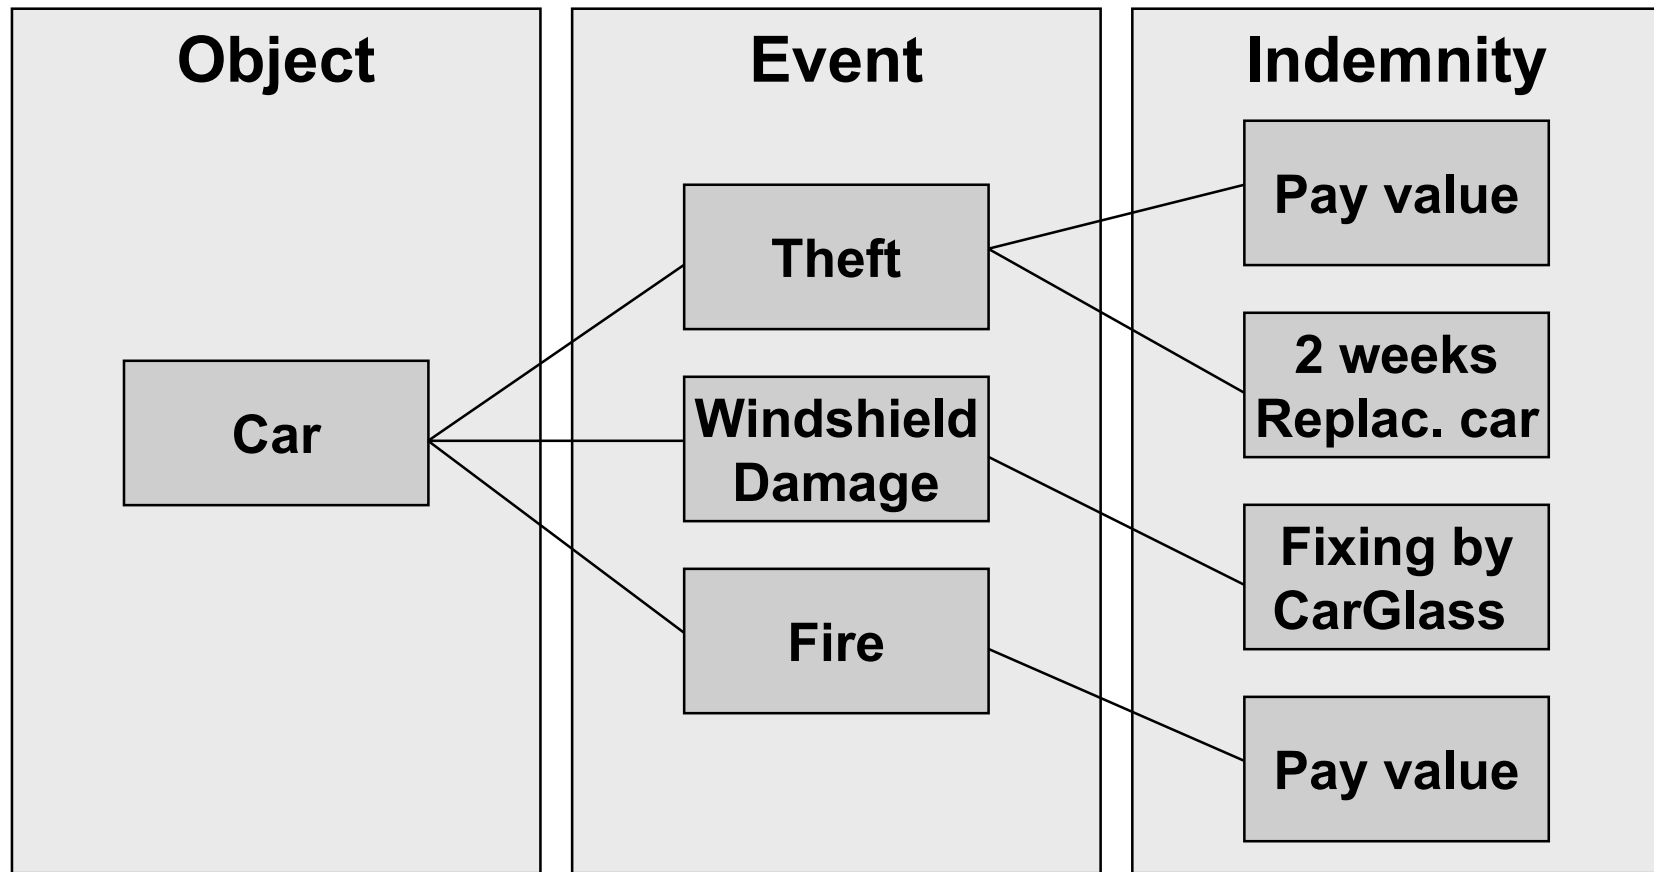 Object
Event
Indemnity
Car
Theft
Windshield
Damage
Fire
Pay value
2 weeks
Replac. car
Fixing by
CarGlass
Pay value